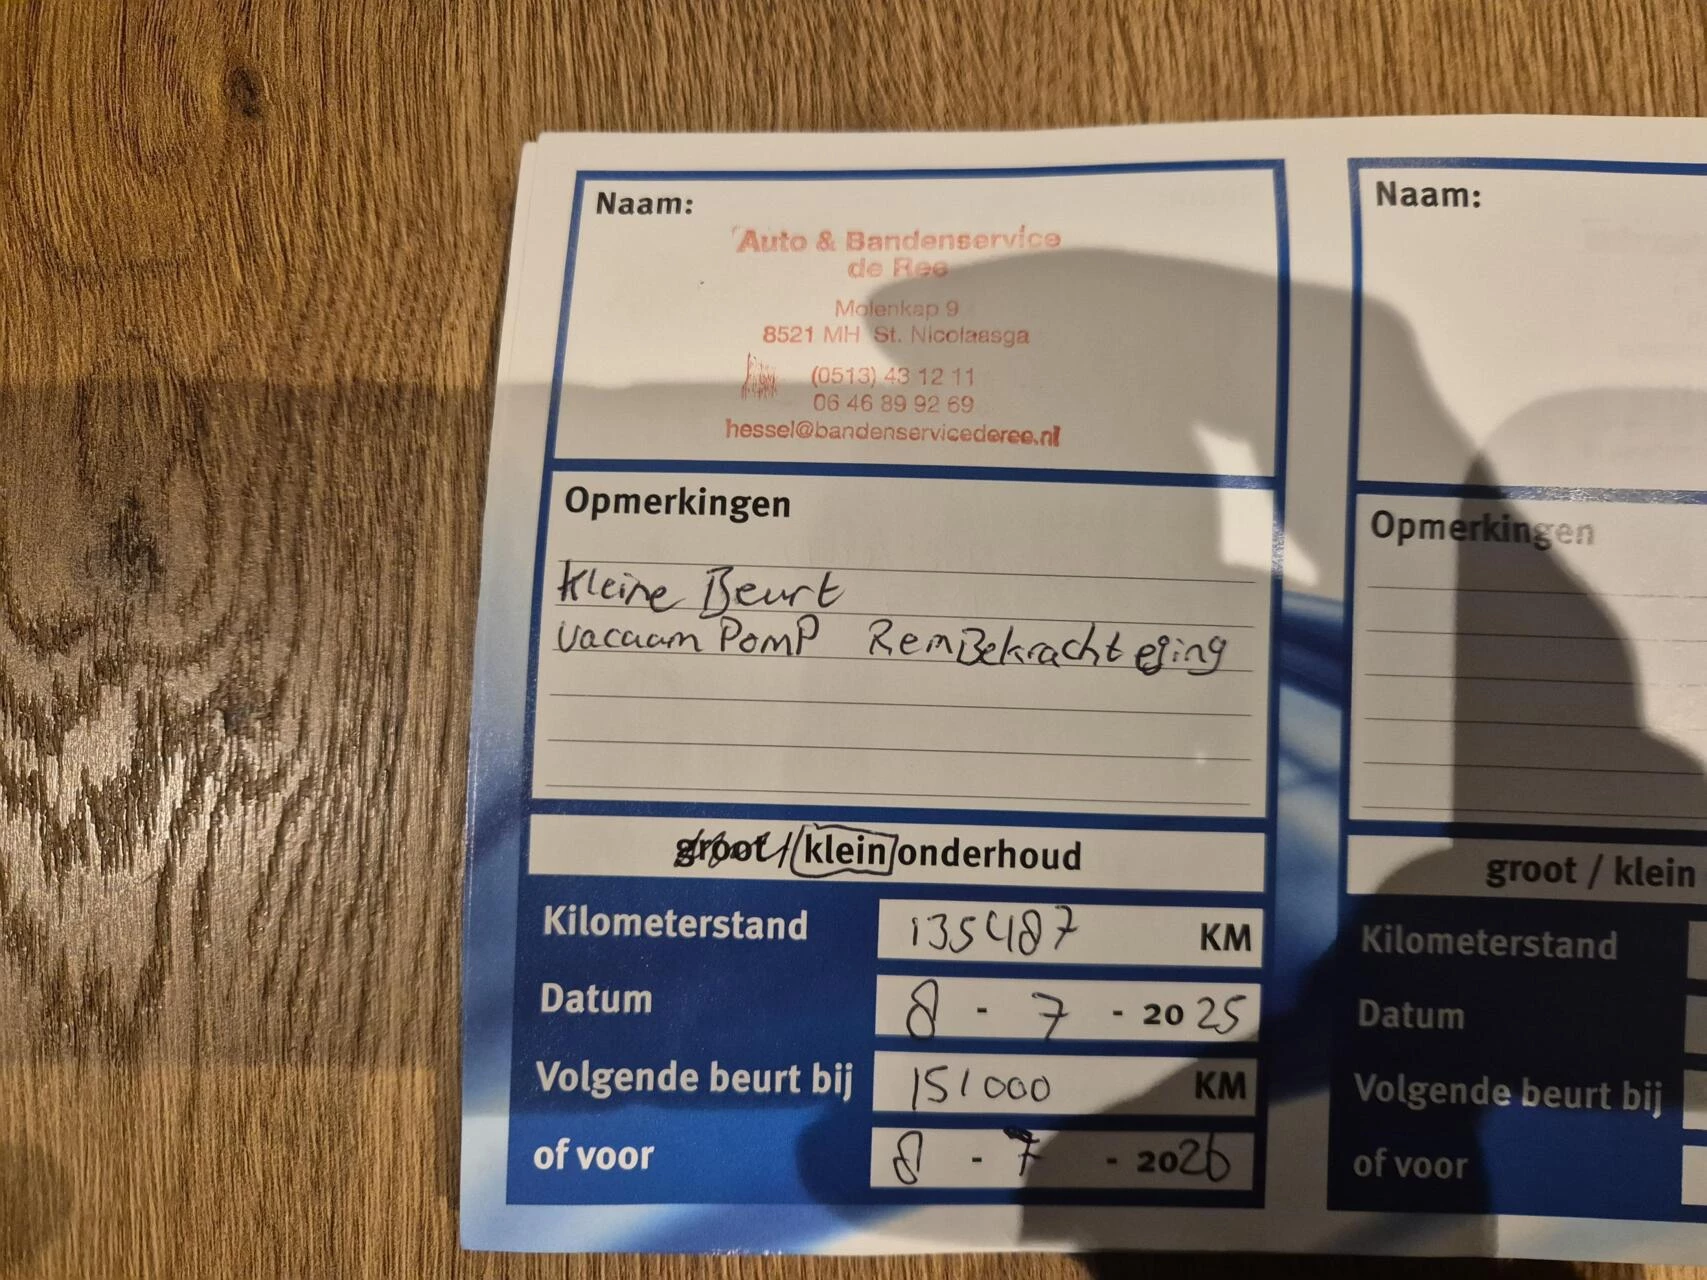 Naam:
Auto & Bandenservice
de Ree
Molenkap 9
8521 MH St. Nicolaasga
(0513) 43 12 11
06 46 89 92 69
hessel@bandenservicederee.nl
Opmerkingen
Kleine Beurt
vacuum PomP RemBekrachteging
groot / klein onderhoud
Kilometerstand 135487 KM
Datum 8 - 7 - 2025
Volgende beurt bij 151000 KM
of voor 8 - 7 - 2026
Naam:
Opmerkingen
groot / klein
Kilometerstand
Datum
Volgende beurt bij
of voor